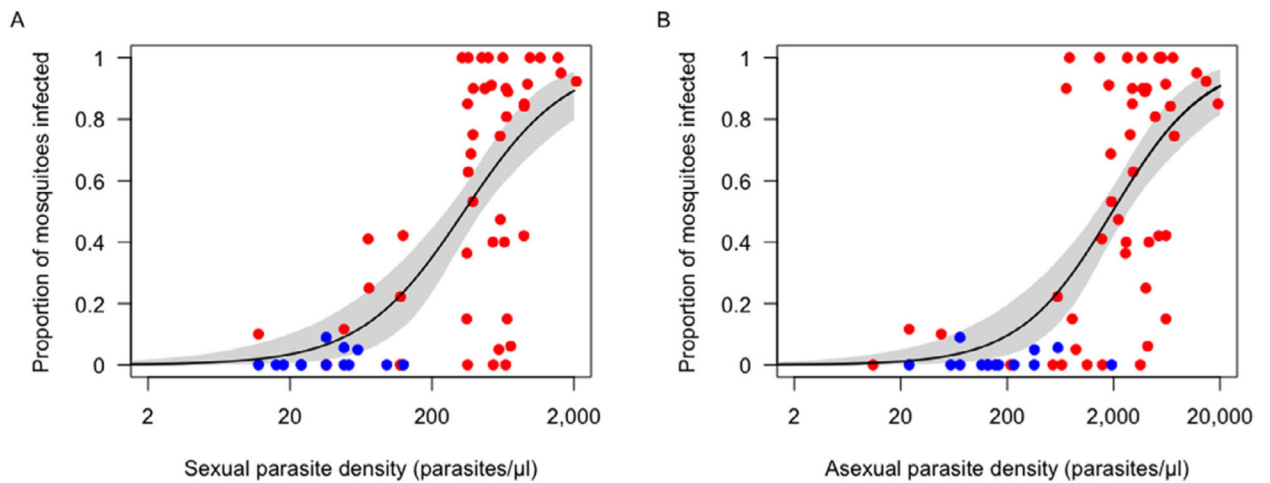 A
Proportion of mosquitoes infected
1
0.8
0.6
0.4
0.2
0
2 20 200 2,000
Sexual parasite density (parasites/µl)
B
Proportion of mosquitoes infected
1
0.8
0.6
0.4
0.2
0
2 20 200 2,000 20,000
Asexual parasite density (parasites/µl)